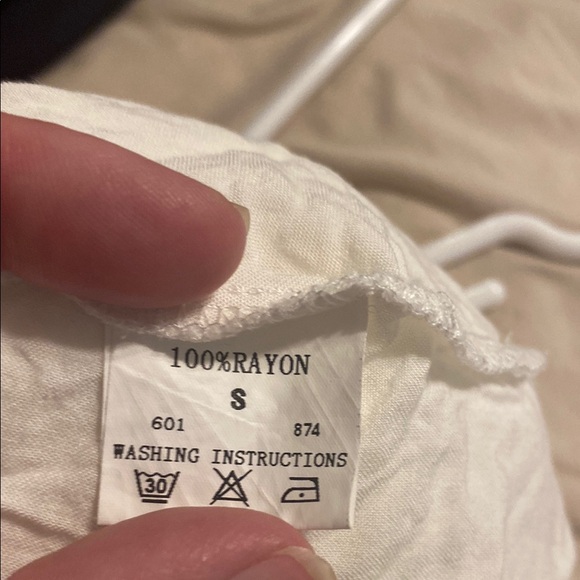 100%RAYON
S
601 874
WASHING INSTRUCTIONS
30